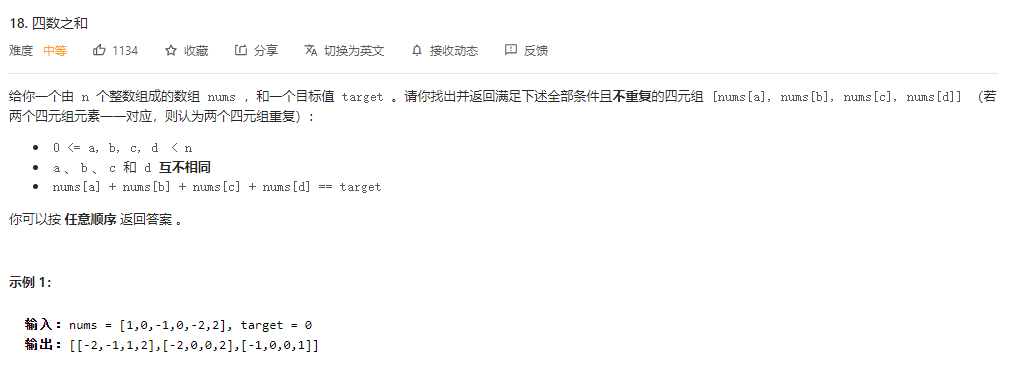 18. 四数之和
难度 中等 1134 收藏 分享 切换为英文 接收动态 反馈
给你一个由 n 个整数组成的数组 nums ，和一个目标值 target 。请你找出并返回满足下述全部条件且不重复的四元组 [nums[a], nums[b], nums[c], nums[d]] （若
两个四元组元素一一对应，则认为两个四元组重复）：
• 0 <= a, b, c, d < n
• a 、 b 、 c 和 d 互不相同
• nums[a] + nums[b] + nums[c] + nums[d] == target
你可以按 任意顺序 返回答案 。
示例 1：
输入：nums = [1,0,-1,0,-2,2], target = 0
输出：[[-2,-1,1,2],[-2,0,0,2],[-1,0,0,1]]